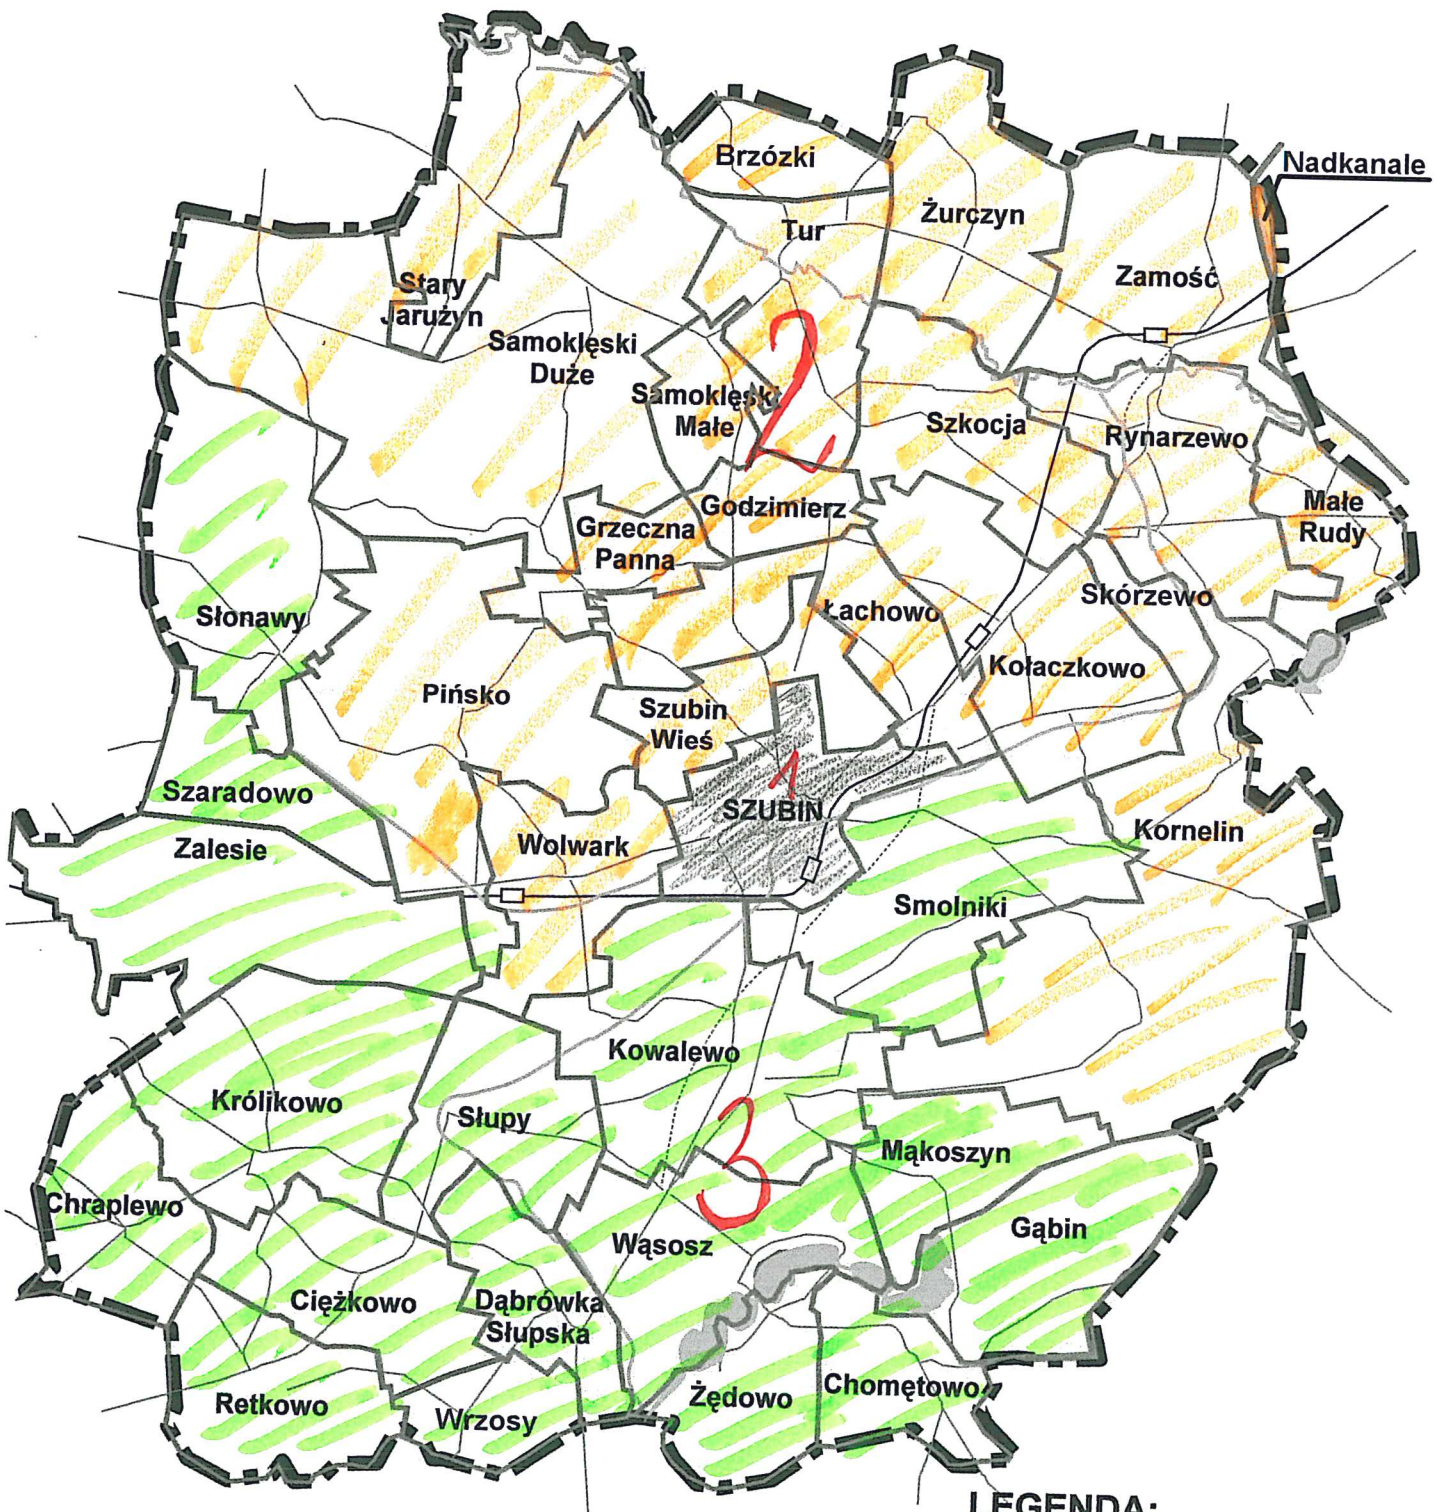 Brzózki
Nadkanale
Żurczyn
Tur
Zamość
Stary
Jarużyn
Samoklęski
Duże
2
Samoklęski
Małe
Szkocja
Rynarzewo
Godzimierz
Małe
Rudy
Grzeczna
Panna
Skórzewo
Łachowo
Słonawy
Kołaczkowo
Pińsko
Szubin
Wieś
1
Szaradowo
SZUBIN
Kornelin
Wolwark
Zalesie
Smolniki
Kowalewo
Królikowo
Słupy
3
Mąkoszyn
Chraplewo
Gąbin
Wąsosz
Ciężkowo
Dąbrówka
Słupska
Chomętowo
Żędowo
Retkowo
Wrzosy
LEGENDA: